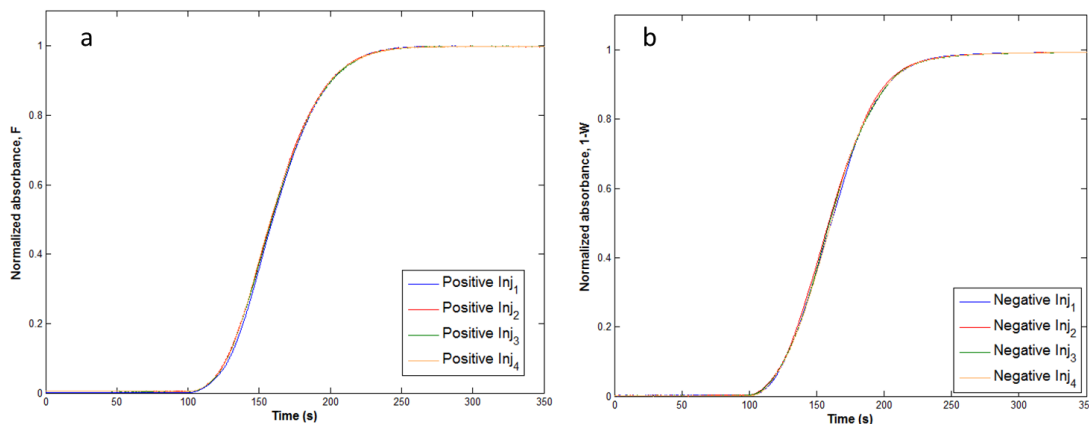 a
Normalized absorbance, F
1
0.8
0.6
0.4
0.2
0
0 50 100 150 200 250 300 350
Time (s)
Positive Inj1
Positive Inj2
Positive Inj3
Positive Inj4
b
Normalized absorbance, 1-W
1
0.8
0.6
0.4
0.2
0
0 50 100 150 200 250 300 350
Time (s)
Negative Inj1
Negative Inj2
Negative Inj3
Negative Inj4